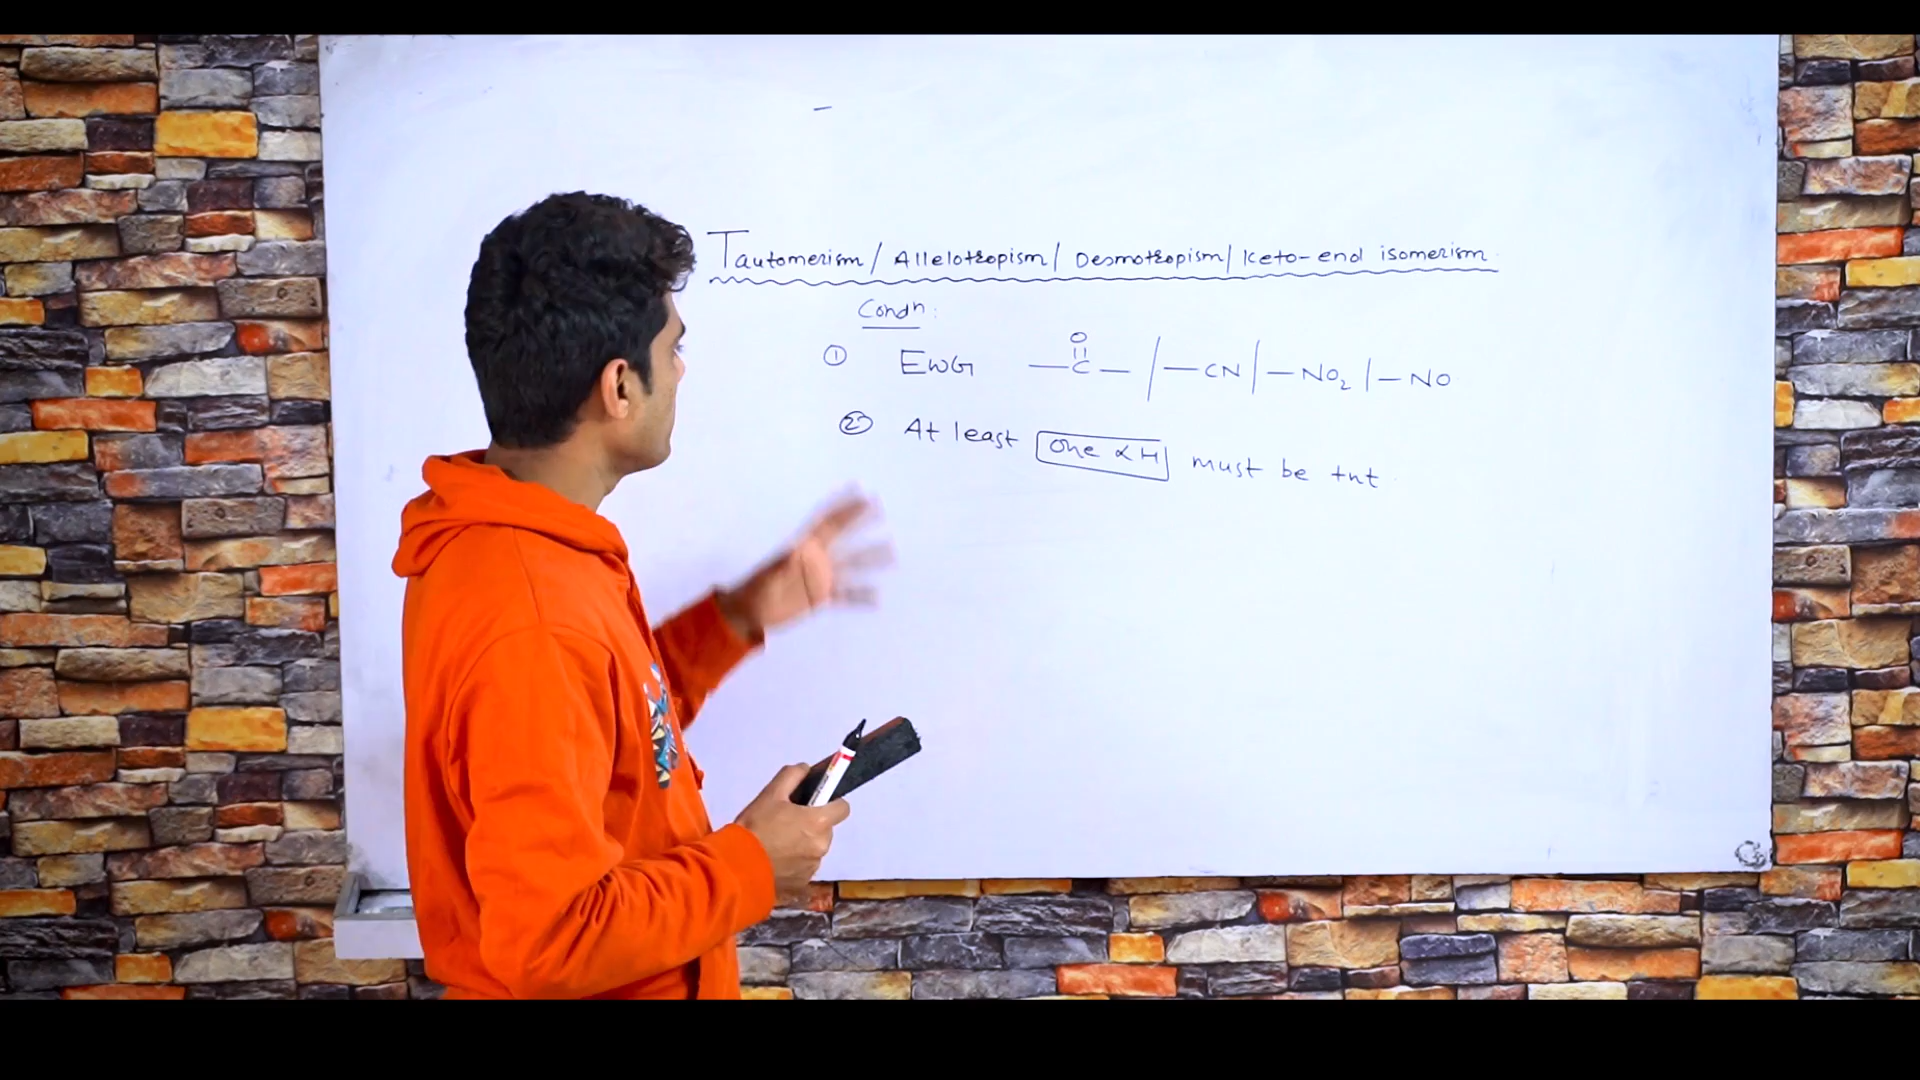 Tautomerism / Allelotropism / Desmotropism / Keto-enol isomerism
Condn:
① EWG —C(=O)— / —CN / —NO₂ / —NO
② At least one αH must be +nt